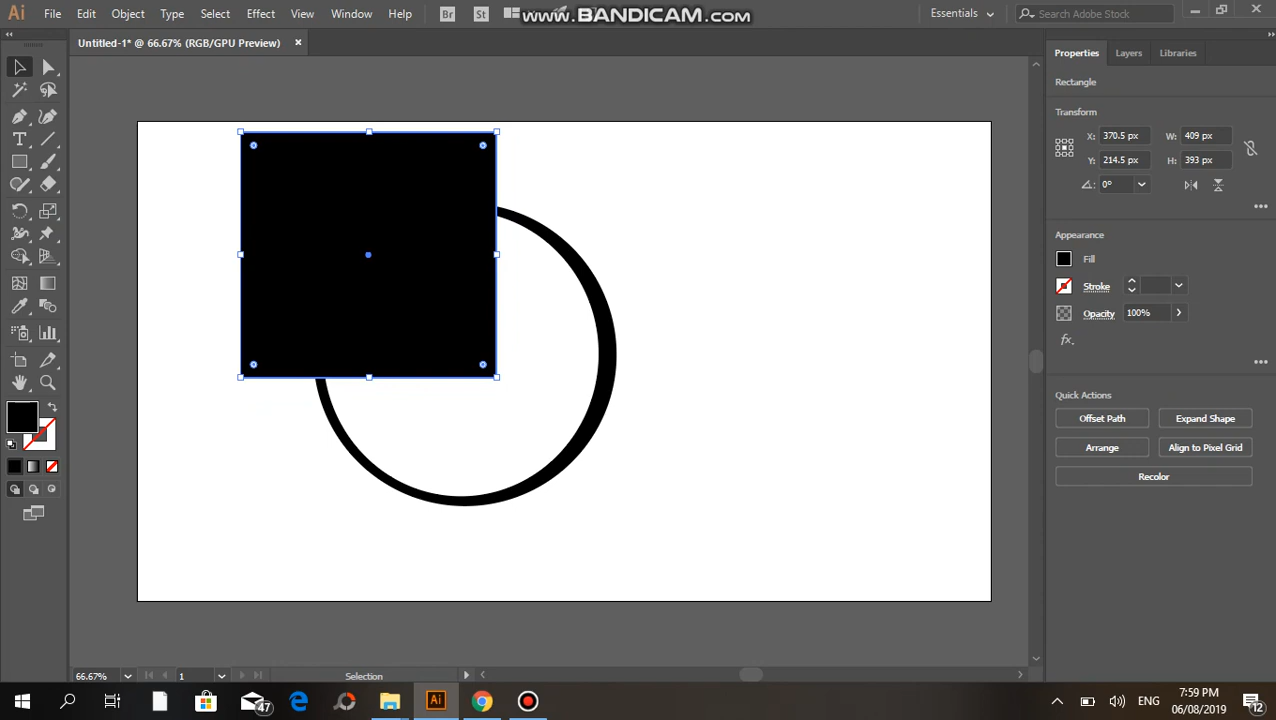 Ai File Edit Object Type Select Effect View Window Help Br St www.BANDICAM.com Essentials Search Adobe Stock
Untitled-1* @ 66.67% (RGB/GPU Preview)
Properties Layers Libraries
Rectangle
Transform
X: 370.5 px W: 409 px
Y: 214.5 px H: 393 px
0°
Appearance
Fill
Stroke
Opacity 100%
fx
Quick Actions
Offset Path Expand Shape
Arrange Align to Pixel Grid
Recolor
66.67% 1 Selection
47 Ai ENG 7:59 PM
06/08/2019 12